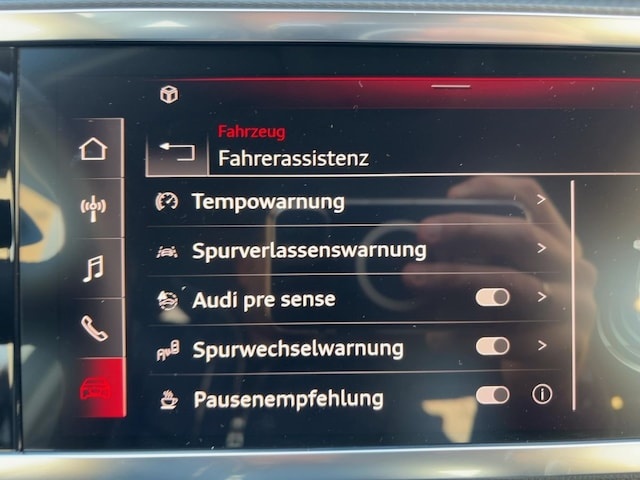 Fahrzeug
Fahrerassistenz
Tempowarnung
Spurverlassenswarnung
Audi pre sense
Spurwechselwarnung
Pausenempfehlung